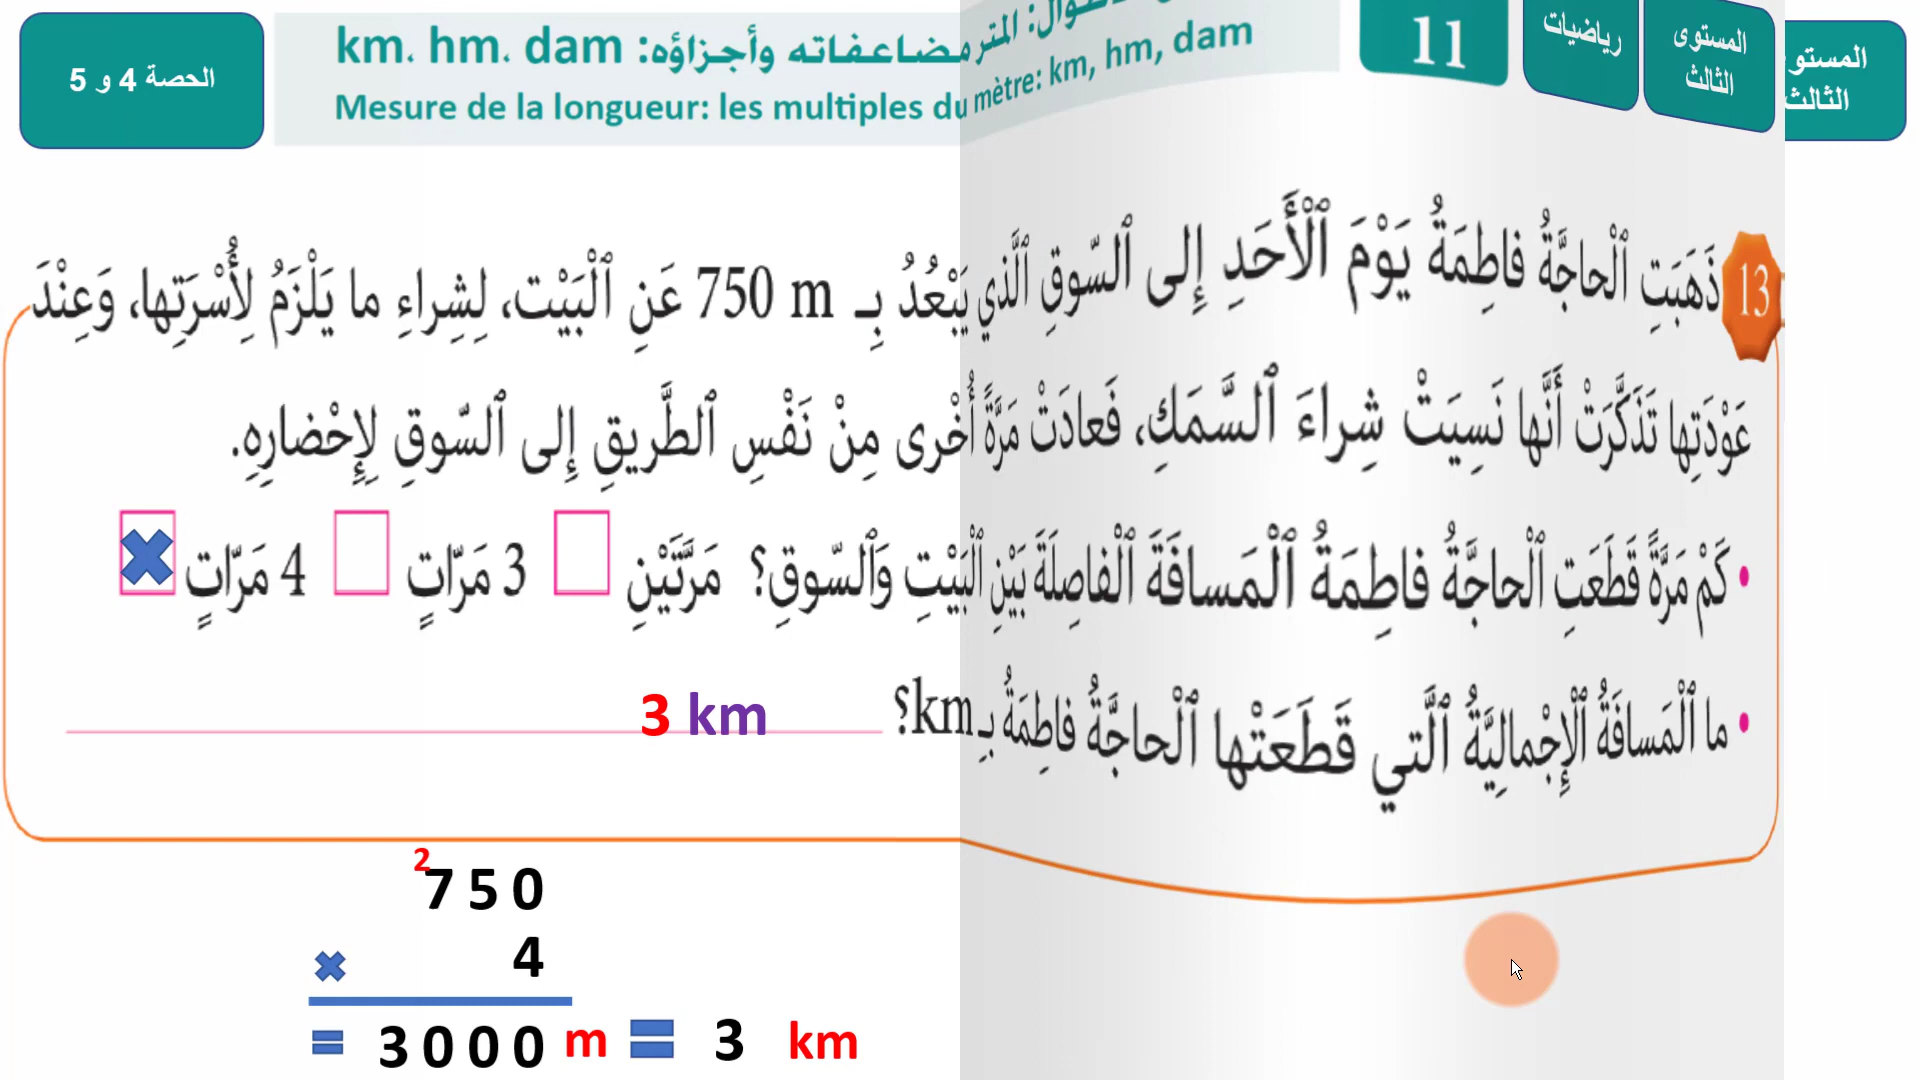 المستوى
الثالث
المستوى
الثالث
رياضيات
11
المتر مضاعفاته وأجزاؤه: km، hm، dam
mètre: km, hm, dam
Mesure de la longueur: les multiples du
الحصة 4 و 5
13 ذَهَبَتِ ٱلْحاجَّةُ فاطِمَةُ يَوْمَ ٱلْأَحَدِ إِلى ٱلسّوقِ ٱلَّذي يَبْعُدُ بِـ 750 m عَنِ ٱلْبَيْت، لِشِراءِ ما يَلْزَمُ لِأُسْرَتِها، وَعِنْدَ
عَوْدَتِها تَذَكَّرَتْ أَنَّها نَسِيَتْ شِراءَ ٱلسَّمَكِ، فَعادَتْ مَرَّةً أُخْرى مِنْ نَفْسِ ٱلطَّريقِ إِلى ٱلسّوقِ لِإِحْضارِهِ.
• كَمْ مَرَّةً قَطَعَتِ ٱلْحاجَّةُ فاطِمَةُ ٱلْمَسافَةَ ٱلْفاصِلَةَ بَيْنِ ٱلْبَيْتِ وَٱلسّوقِ؟ مَرَّتَيْنِ 3 مَرّاتٍ 4 مَرّاتٍ
• ما ٱلْمَسافَةُ ٱلْإِجْمالِيَّةُ ٱلَّتي قَطَعَتْها ٱلْحاجَّةُ فاطِمَةُ بِـ km؟ 3 km
2
750
× 4
= 3000 m = 3 km